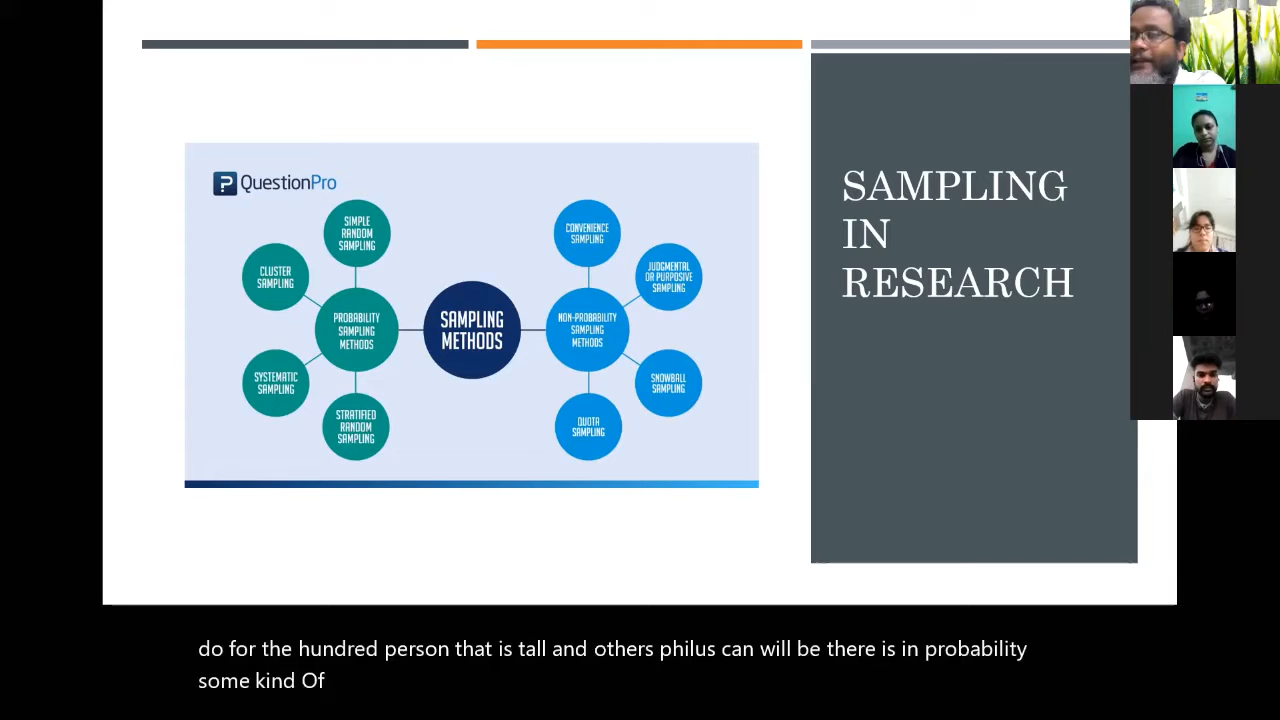 QuestionPro
SIMPLE
RANDOM
SAMPLING
CLUSTER
SAMPLING
PROBABILITY
SAMPLING
METHODS
SYSTEMATIC
SAMPLING
STRATIFIED
RANDOM
SAMPLING
SAMPLING
METHODS
CONVENIENCE
SAMPLING
JUDGMENTAL
OR PURPOSIVE
SAMPLING
NON-PROBABILITY
SAMPLING
METHODS
SNOWBALL
SAMPLING
QUOTA
SAMPLING
SAMPLING
IN
RESEARCH
do for the hundred person that is tall and others philus can will be there is in probability
some kind Of